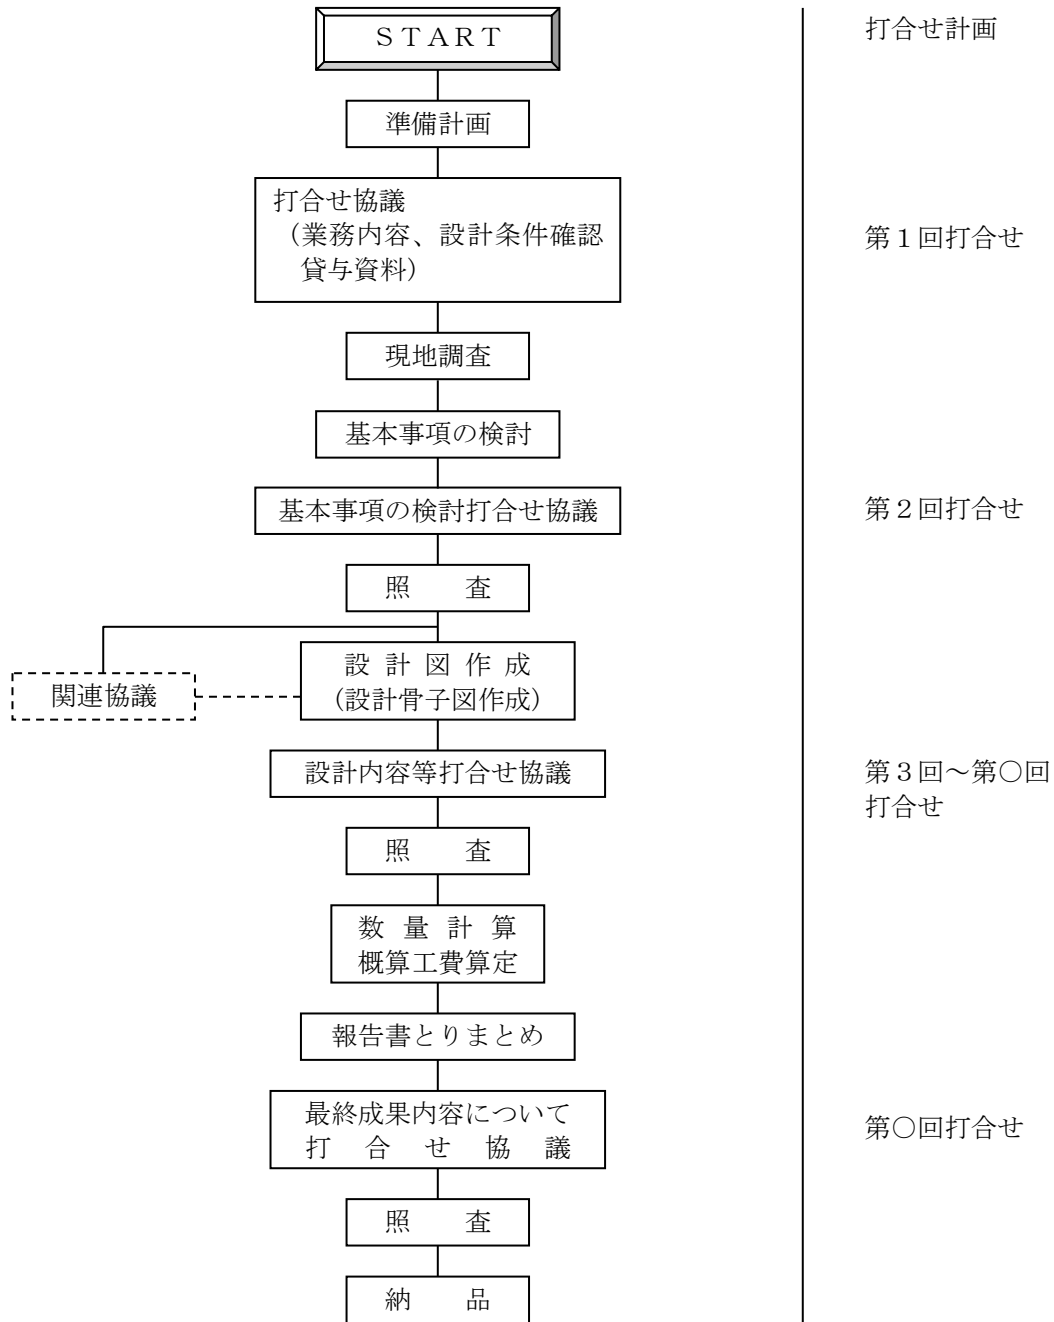 ＳＴＡＲＴ
打合せ計画
準備計画
打合せ協議
（業務内容、設計条件確認
貸与資料）
第１回打合せ
現地調査
基本事項の検討
基本事項の検討打合せ協議
第２回打合せ
照　　査
設 計 図 作 成
（設計骨子図作成）
関連協議
設計内容等打合せ協議
第３回～第○回
打合せ
照　　査
数 量 計 算
概算工費算定
報告書とりまとめ
最終成果内容について
打 合 せ 協 議
第○回打合せ
照　　査
納　　品